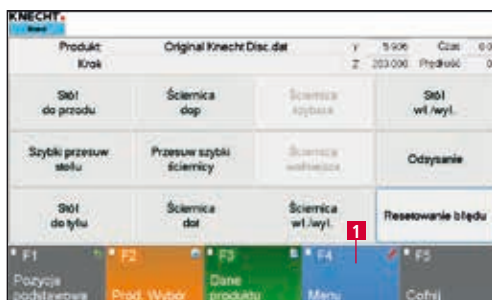 KNECHT.
Produkt Original Knecht Disc.dat Y 5.936 Czas
Krok Z 203.000 Prędkość
Stół do przodu
Ściernica dop
Ściernica szybsza
Stół wł./wył.
Szybki przesuw stołu
Przesuw szybki ściernicy
Ściernica wolniejsza
Odsysanie
Stół do tyłu
Ściernica dot
Ściernica wł./wył.
Resetowanie błędu
1
F1 F2 F3 F4 F5
Pozycja podstawowa
Prod. Wybór
Dane produktu
Menu
Cofnij